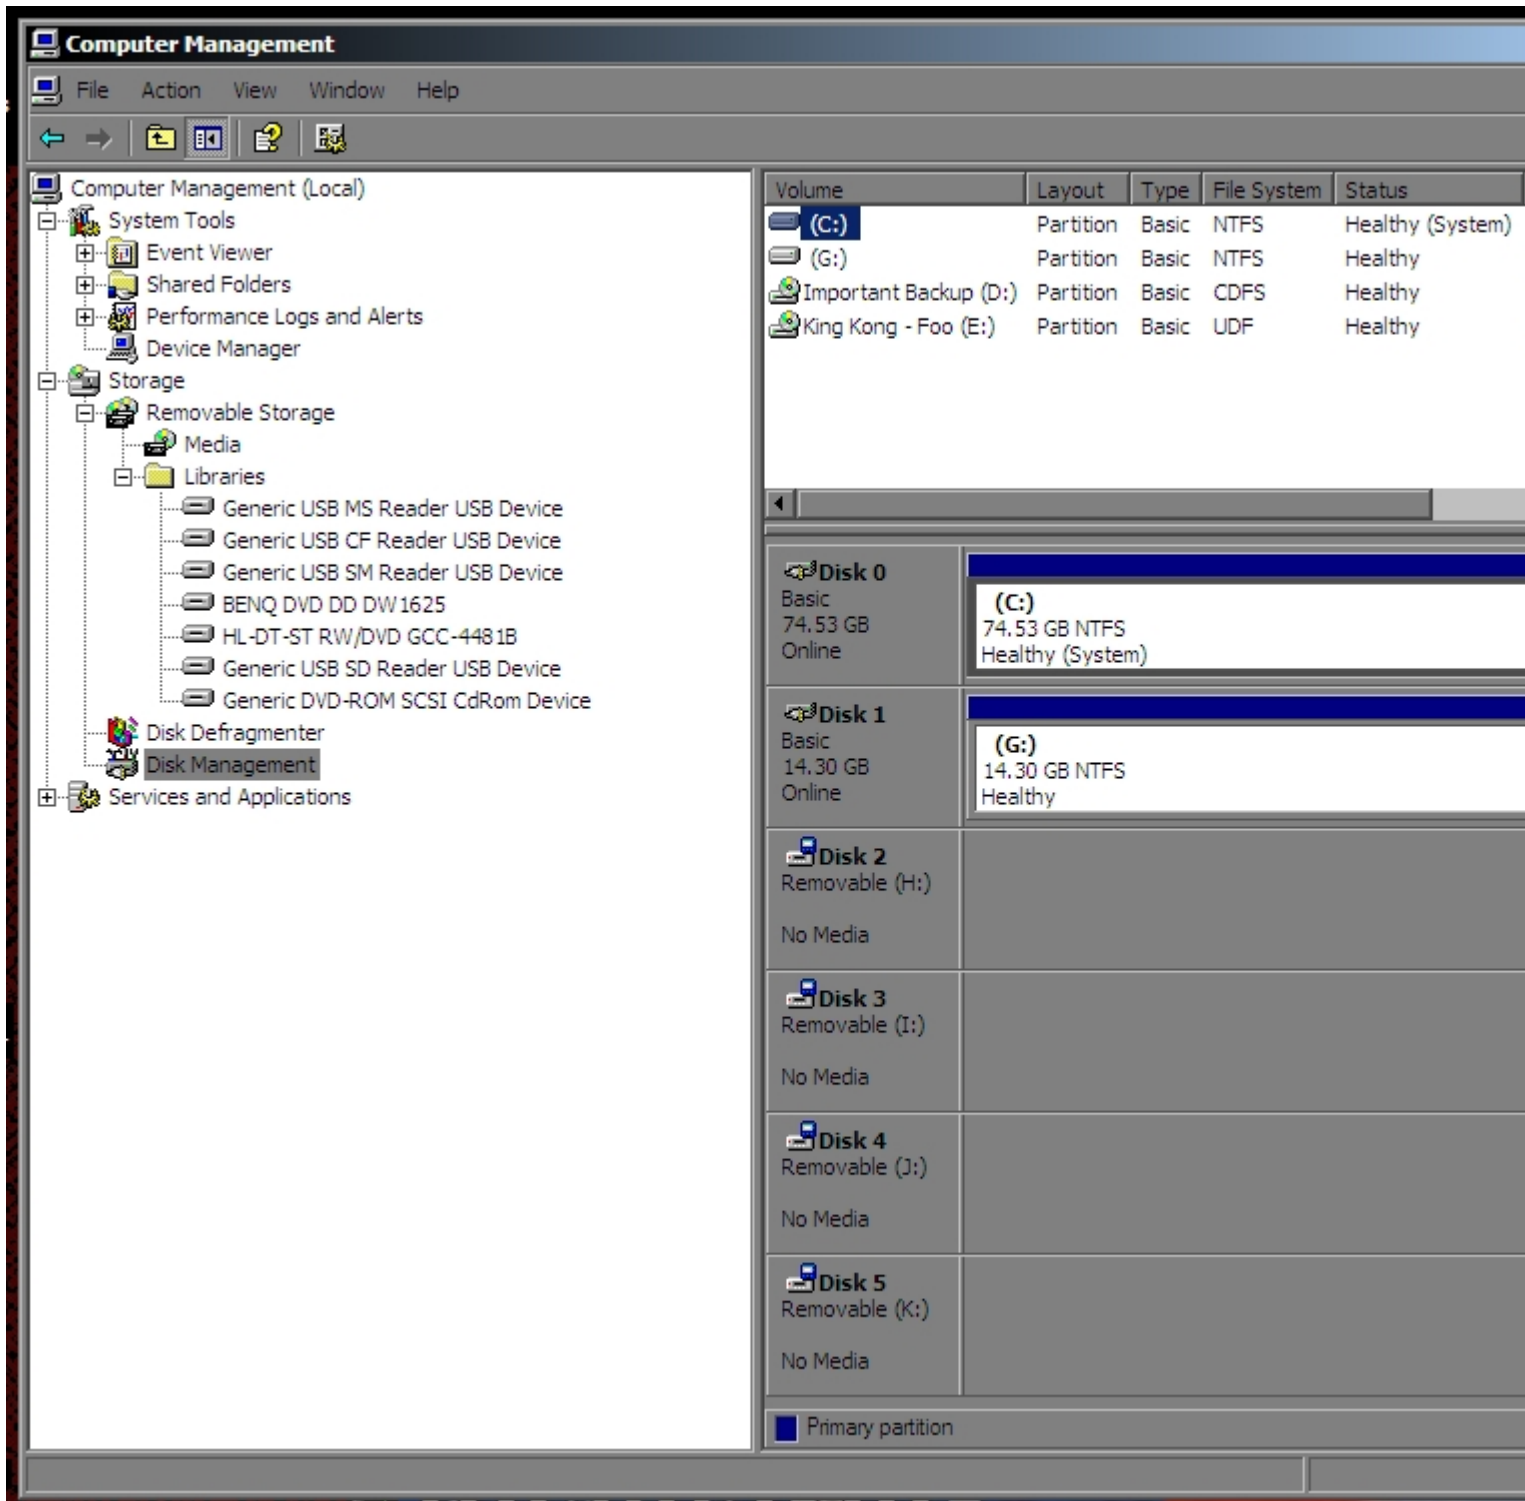 Computer Management
File Action View Window Help
Computer Management (Local)
System Tools
Event Viewer
Shared Folders
Performance Logs and Alerts
Device Manager
Storage
Removable Storage
Media
Libraries
Generic USB MS Reader USB Device
Generic USB CF Reader USB Device
Generic USB SM Reader USB Device
BENQ DVD DD DW1625
HL-DT-ST RW/DVD GCC-4481B
Generic USB SD Reader USB Device
Generic DVD-ROM SCSI CdRom Device
Disk Defragmenter
Disk Management
Services and Applications
Volume Layout Type File System Status
(C:) Partition Basic NTFS Healthy (System)
(G:) Partition Basic NTFS Healthy
Important Backup (D:) Partition Basic CDFS Healthy
King Kong - Foo (E:) Partition Basic UDF Healthy
Disk 0
Basic
74.53 GB
Online
(C:)
74.53 GB NTFS
Healthy (System)
Disk 1
Basic
14.30 GB
Online
(G:)
14.30 GB NTFS
Healthy
Disk 2
Removable (H:)
No Media
Disk 3
Removable (I:)
No Media
Disk 4
Removable (J:)
No Media
Disk 5
Removable (K:)
No Media
Primary partition